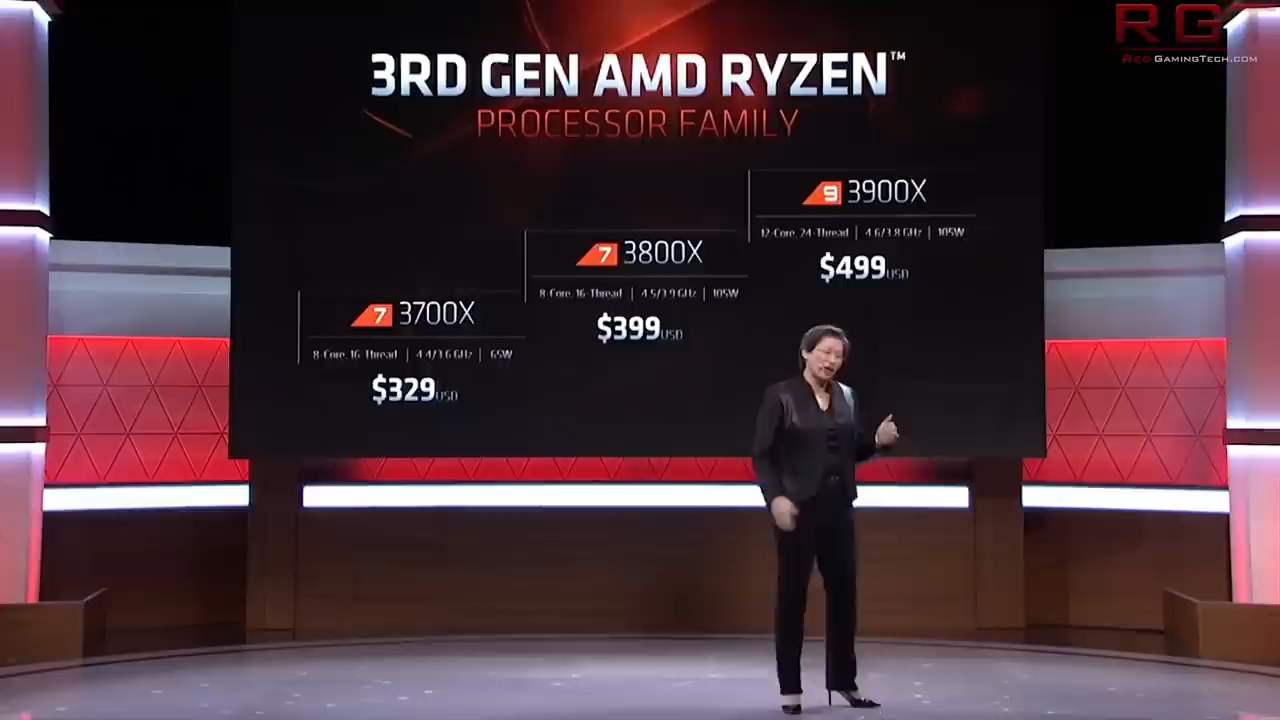 RGT
REDGAMINGTECH.COM
3RD GEN AMD RYZEN™
PROCESSOR FAMILY
9 3900X
12-Core, 24-Thread | 4.6/3.8 GHz | 105W
$499USD
7 3800X
8-Core, 16-Thread | 4.5/3.9 GHz | 105W
$399USD
7 3700X
8-Core, 16-Thread | 4.4/3.6 GHz | 65W
$329USD